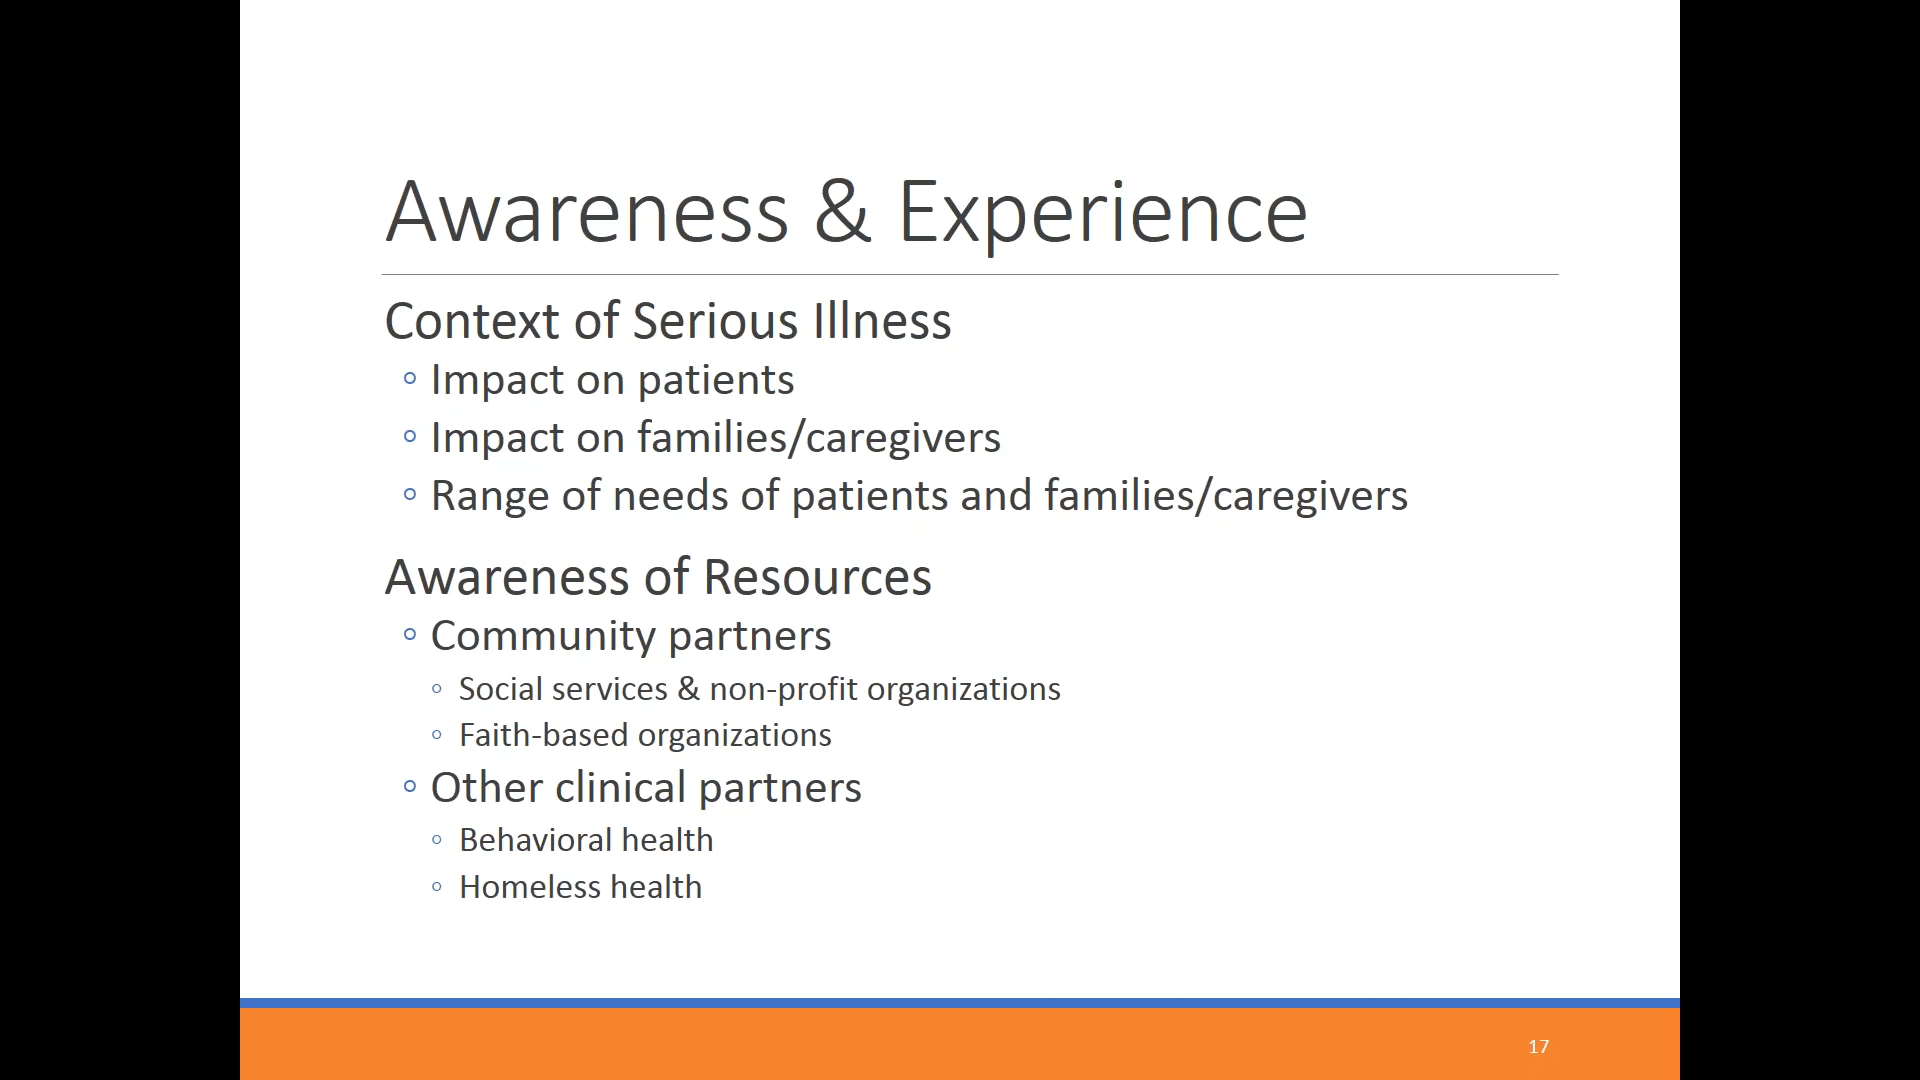 Awareness & Experience
Context of Serious Illness
◦ Impact on patients
◦ Impact on families/caregivers
◦ Range of needs of patients and families/caregivers
Awareness of Resources
◦ Community partners
◦ Social services & non-profit organizations
◦ Faith-based organizations
◦ Other clinical partners
◦ Behavioral health
◦ Homeless health
17